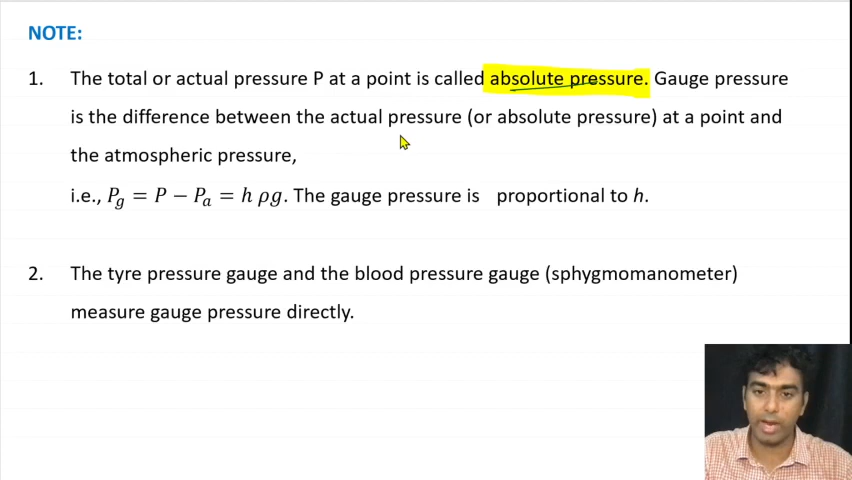 NOTE:
1. The total or actual pressure P at a point is called absolute pressure. Gauge pressure
is the difference between the actual pressure (or absolute pressure) at a point and
the atmospheric pressure,
i.e., P_g = P − P_a = h ρg. The gauge pressure is proportional to h.
2. The tyre pressure gauge and the blood pressure gauge (sphygmomanometer)
measure gauge pressure directly.